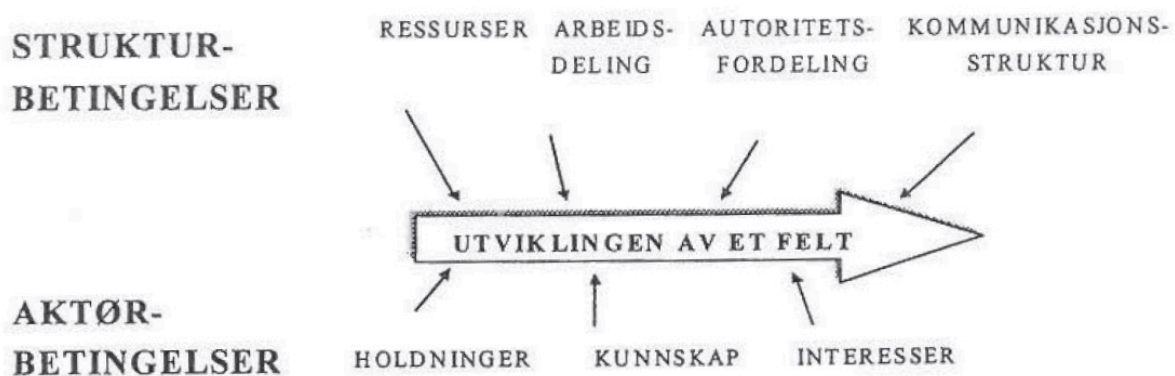 STRUKTUR-
BETINGELSER
RESSURSER ARBEIDS- AUTORITETS- KOMMUNIKASJONS-
DELING FORDELING STRUKTUR
UTVIKLINGEN AV ET FELT
AKTØR-
BETINGELSER
HOLDNINGER KUNNSKAP INTERESSER